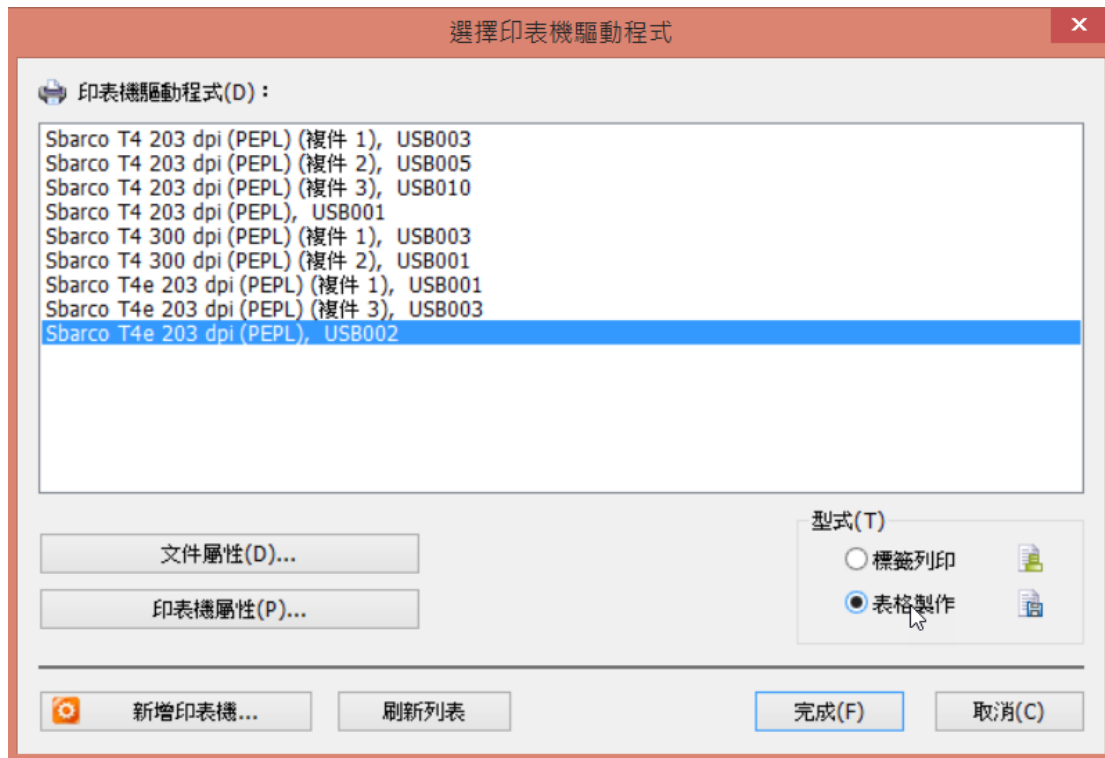 選擇印表機驅動程式
印表機驅動程式(D)：
Sbarco T4 203 dpi (PEPL) (複件 1), USB003
Sbarco T4 203 dpi (PEPL) (複件 2), USB005
Sbarco T4 203 dpi (PEPL) (複件 3), USB010
Sbarco T4 203 dpi (PEPL), USB001
Sbarco T4 300 dpi (PEPL) (複件 1), USB003
Sbarco T4 300 dpi (PEPL) (複件 2), USB001
Sbarco T4e 203 dpi (PEPL) (複件 1), USB001
Sbarco T4e 203 dpi (PEPL) (複件 3), USB003
Sbarco T4e 203 dpi (PEPL), USB002
文件屬性(D)...
印表機屬性(P)...
型式(T)
標籤列印
表格製作
新增印表機...
刷新列表
完成(F)
取消(C)